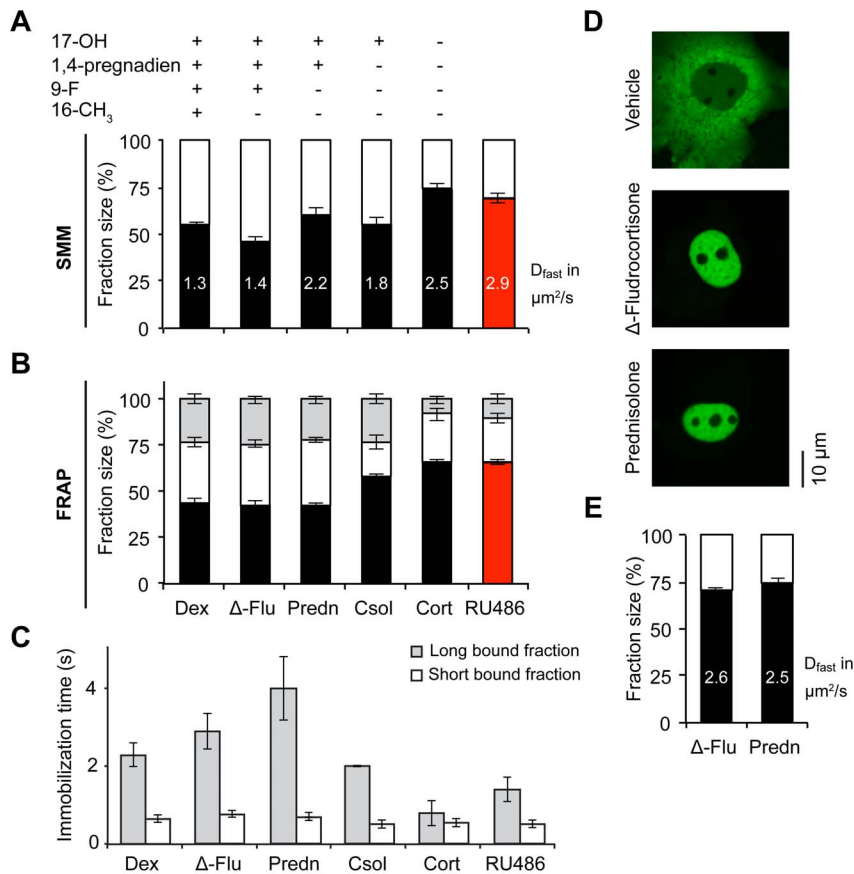 A
17-OH + + + + -
1,4-pregnadien + + + - -
9-F + + - - -
16-CH₃ + - - - -
SMM
Fraction size (%)
100
75
50
25
0
1.3 1.4 2.2 1.8 2.5 2.9
D_fast in
µm²/s
B
FRAP
Fraction size (%)
100
75
50
25
0
Dex Δ-Flu Predn Csol Cort RU486
C
Immobilization time (s)
4
2
0
Long bound fraction
Short bound fraction
Dex Δ-Flu Predn Csol Cort RU486
D
Vehicle
Δ-Fludrocortisone
Prednisolone
10 µm
E
Fraction size (%)
100
75
50
25
0
2.6 2.5
D_fast in
µm²/s
Δ-Flu Predn